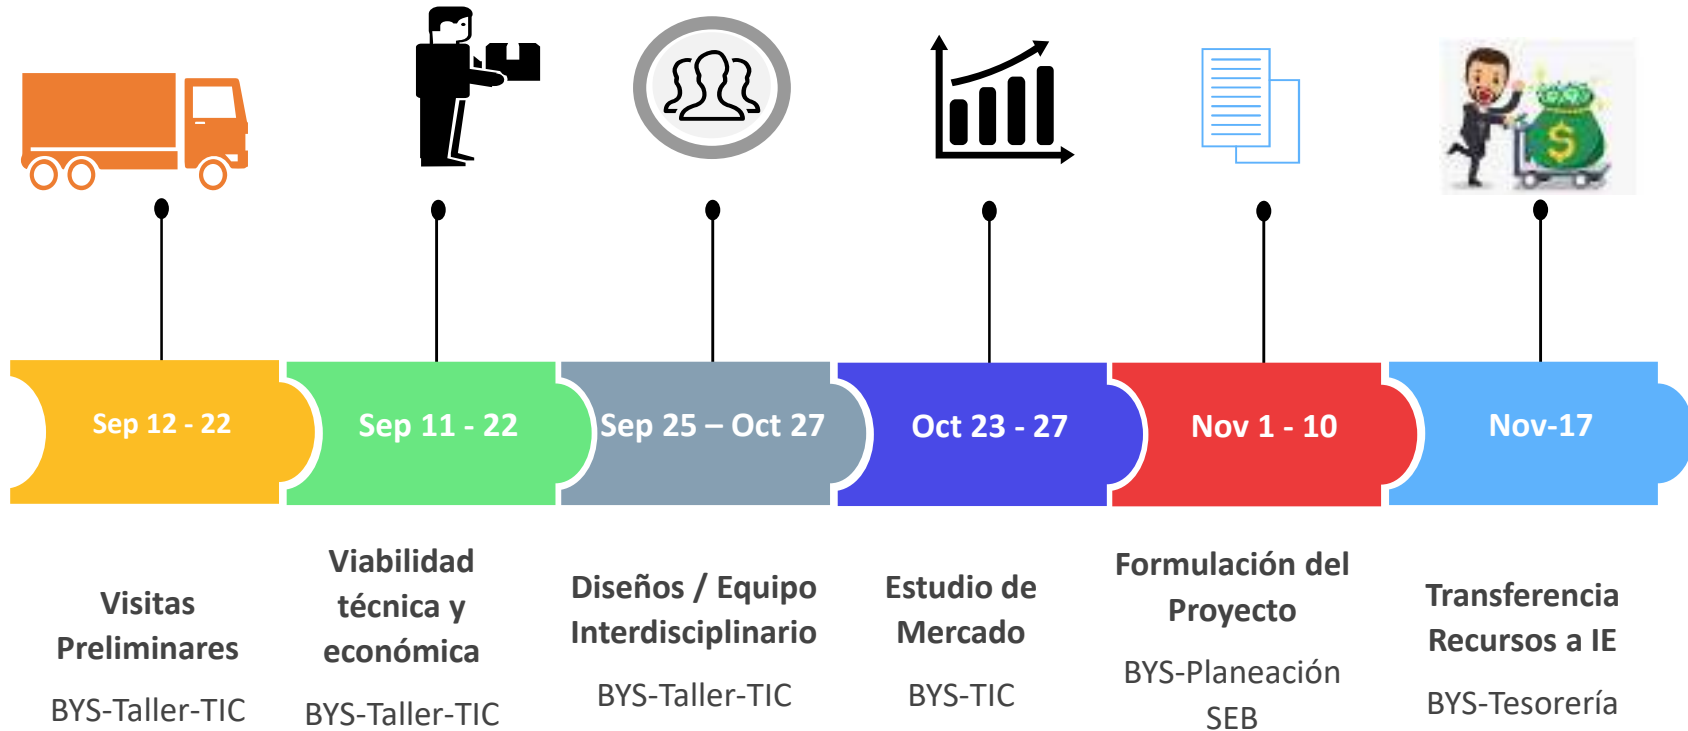 Sep 12 - 22
Sep 11 - 22
Sep 25 – Oct 27
Oct 23 - 27
Nov 1 - 10
Nov-17
Visitas
Preliminares
BYS-Taller-TIC
Viabilidad
técnica y
económica
BYS-Taller-TIC
Diseños / Equipo
Interdisciplinario
BYS-Taller-TIC
Estudio de
Mercado
BYS-TIC
Formulación del
Proyecto
BYS-Planeación
SEB
Transferencia
Recursos a IE
BYS-Tesorería
$